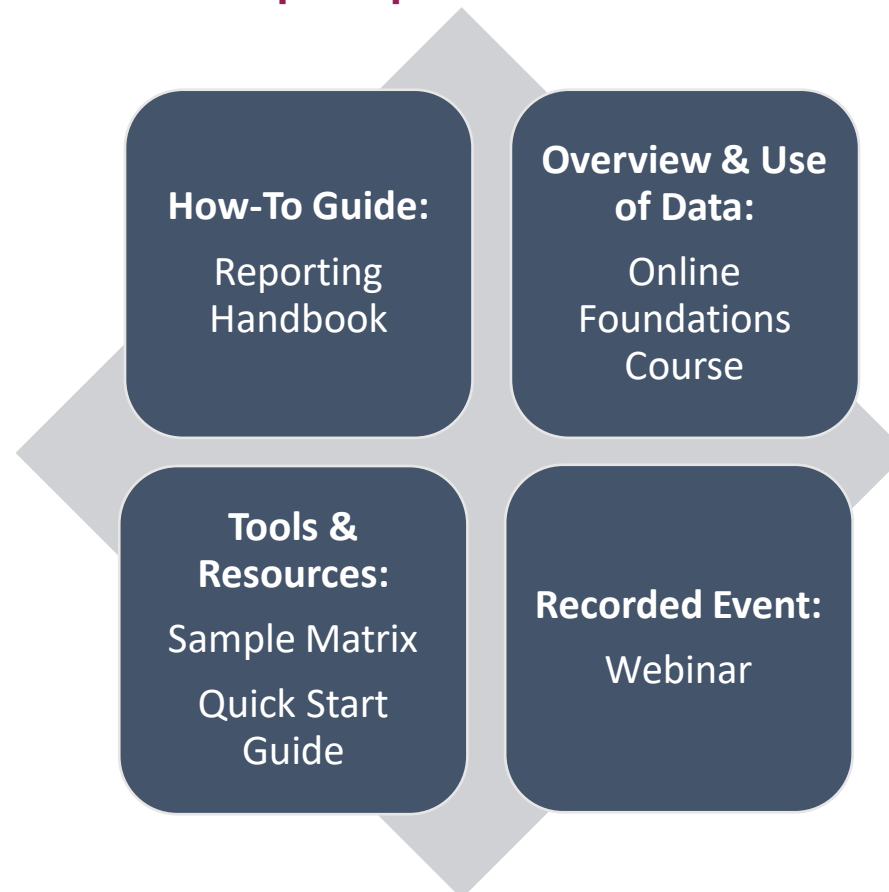 How-To Guide:
Reporting
Handbook
Overview & Use
of Data:
Online
Foundations
Course
Tools &
Resources:
Sample Matrix
Quick Start
Guide
Recorded Event:
Webinar